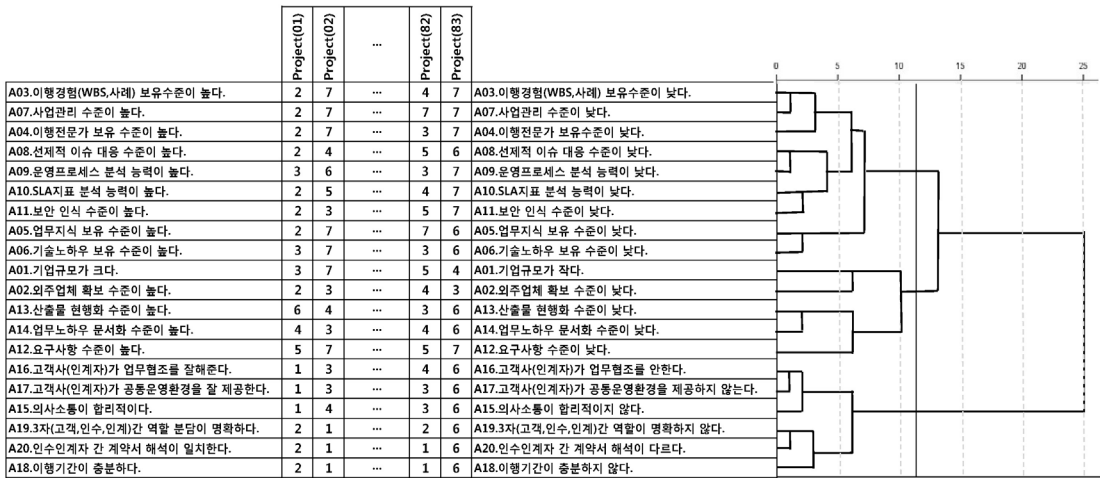 Project(01) Project(02) ... Project(82) Project(83)
0 5 10 15 20 25
A03.이행경험(WBS,사례) 보유수준이 높다. 2 7 ... 4 7 A03.이행경험(WBS,사례) 보유수준이 낮다.
A07.사업관리 수준이 높다. 2 7 ... 7 7 A07.사업관리 수준이 낮다.
A04.이행전문가 보유 수준이 높다. 2 7 ... 3 7 A04.이행전문가 보유수준이 낮다.
A08.선제적 이슈 대응 수준이 높다. 2 4 ... 5 6 A08.선제적 이슈 대응 수준이 낮다.
A09.운영프로세스 분석 능력이 높다. 3 6 ... 3 7 A09.운영프로세스 분석 능력이 낮다.
A10.SLA지표 분석 능력이 높다. 2 5 ... 4 7 A10.SLA지표 분석 능력이 낮다.
A11.보안 인식 수준이 높다. 2 3 ... 5 7 A11.보안 인식 수준이 낮다.
A05.업무지식 보유 수준이 높다. 2 7 ... 7 6 A05.업무지식 보유 수준이 낮다.
A06.기술노하우 보유 수준이 높다. 3 7 ... 3 6 A06.기술노하우 보유 수준이 낮다.
A01.기업규모가 크다. 3 7 ... 5 4 A01.기업규모가 작다.
A02.외주업체 확보 수준이 높다. 2 3 ... 4 3 A02.외주업체 확보 수준이 낮다.
A13.산출물 현행화 수준이 높다. 6 4 ... 3 6 A13.산출물 현행화 수준이 낮다.
A14.업무노하우 문서화 수준이 높다. 4 3 ... 4 6 A14.업무노하우 문서화 수준이 낮다.
A12.요구사항 수준이 높다. 5 7 ... 5 7 A12.요구사항 수준이 낮다.
A16.고객사(인계자)가 업무협조를 잘해준다. 1 3 ... 4 6 A16.고객사(인계자)가 업무협조를 안한다.
A17.고객사(인계자)가 공통운영환경을 잘 제공한다. 1 3 ... 3 6 A17.고객사(인계자)가 공통운영환경을 제공하지 않는다.
A15.의사소통이 합리적이다. 1 4 ... 3 6 A15.의사소통이 합리적이지 않다.
A19.3자(고객,인수,인계)간 역할 분담이 명확하다. 2 1 ... 2 6 A19.3자(고객,인수,인계)간 역할이 명확하지 않다.
A20.인수인계자 간 계약서 해석이 일치한다. 2 1 ... 1 6 A20.인수인계자 간 계약서 해석이 다르다.
A18.이행기간이 충분하다. 2 1 ... 1 6 A18.이행기간이 충분하지 않다.